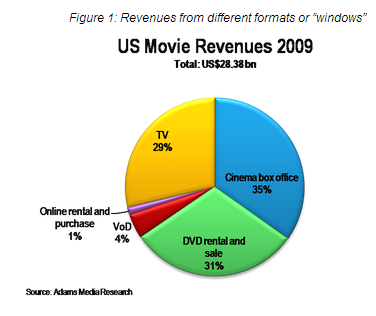 Figure 1: Revenues from different formats or "windows"
US Movie Revenues 2009
Total: US$28.38bn
TV
29%
Cinema box office
35%
Online rental and
purchase
1%
VoD
4%
DVD rental and
sale
31%
Source: Adams Media Research